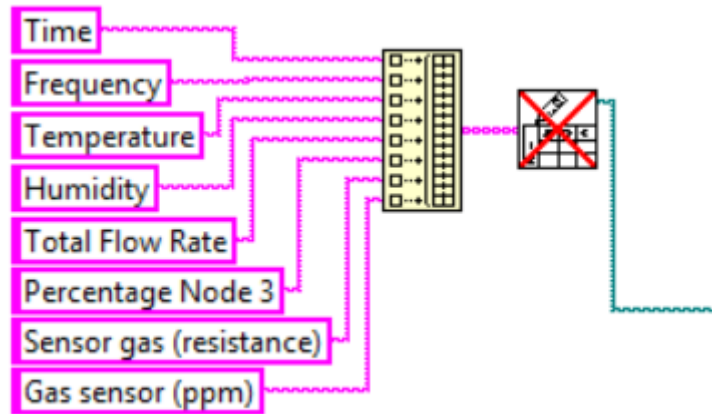 Time
Frequency
Temperature
Humidity
Total Flow Rate
Percentage Node 3
Sensor gas (resistance)
Gas sensor (ppm)